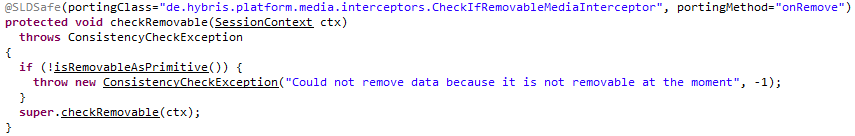 @SLDSafe(portingClass="de.hybris.platform.media.interceptors.CheckIfRemovableMediaInterceptor", portingMethod="onRemove")
protected void checkRemovable(SessionContext ctx)
  throws ConsistencyCheckException
{
  if (!isRemovableAsPrimitive()) {
    throw new ConsistencyCheckException("Could not remove data because it is not removable at the moment", -1);
  }
  super.checkRemovable(ctx);
}